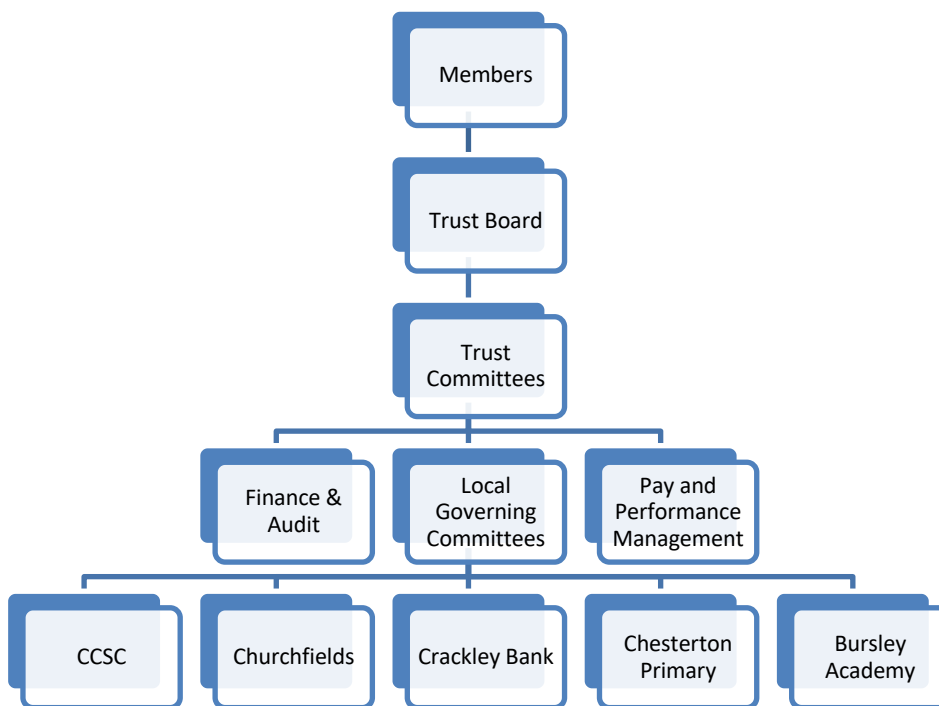 Members
Trust Board
Trust
Committees
Finance &
Audit
Local
Governing
Committees
Pay and
Performance
Management
CCSC
Churchfields
Crackley Bank
Chesterton
Primary
Bursley
Academy